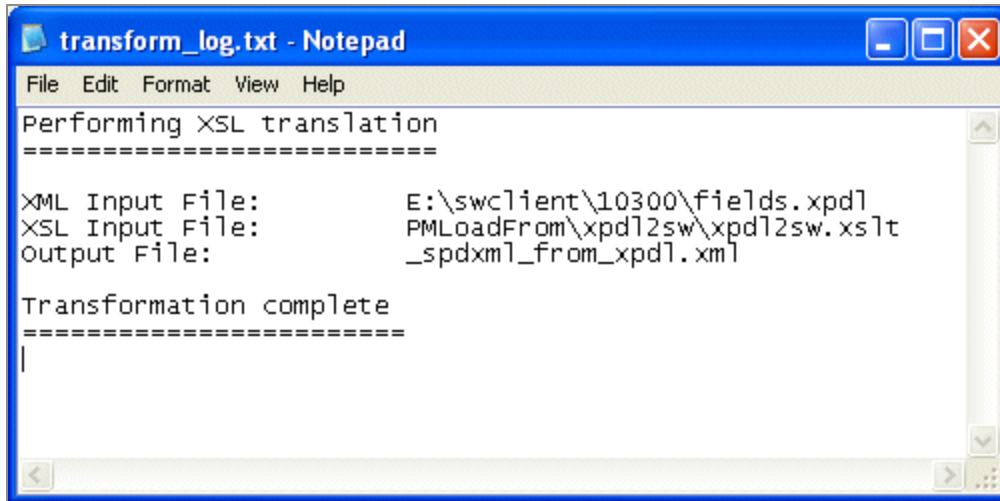 transform_log.txt - Notepad
File Edit Format View Help
Performing XSL translation
==========================
XML Input File: E:\swclient\10300\fields.xpdl
XSL Input File: PMLoadFrom\xpdl2sw\xpdl2sw.xslt
Output File: _spdxml_from_xpdl.xml
Transformation complete
========================